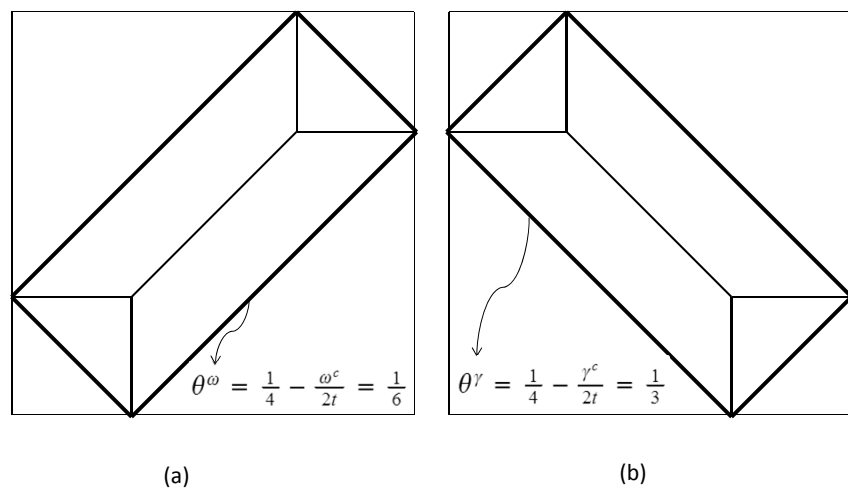 θ^ω = 1/4 − ω^c/2t = 1/6
θ^γ = 1/4 − γ^c/2t = 1/3
(a)
(b)